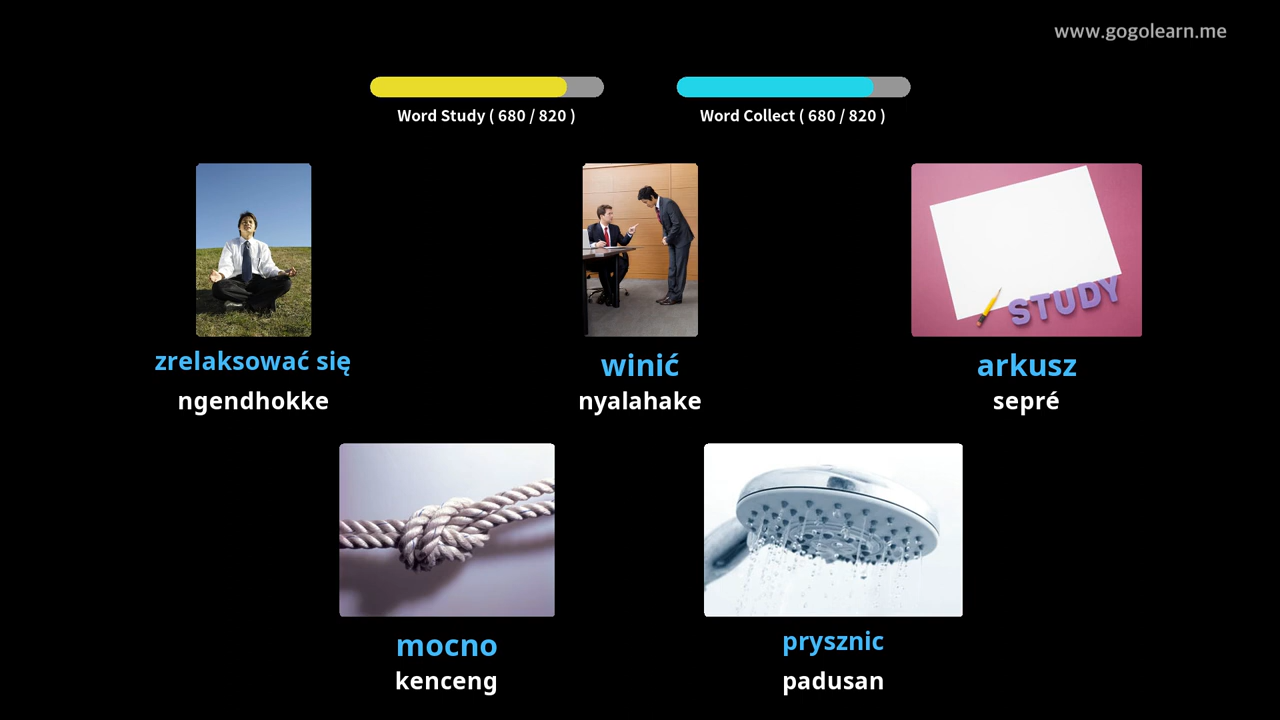 www.gogolearn.me
Word Study ( 680 / 820 )
Word Collect ( 680 / 820 )
STUDY
zrelaksować się
ngendhokke
winić
nyalahake
arkusz
sepré
mocno
kenceng
prysznic
padusan